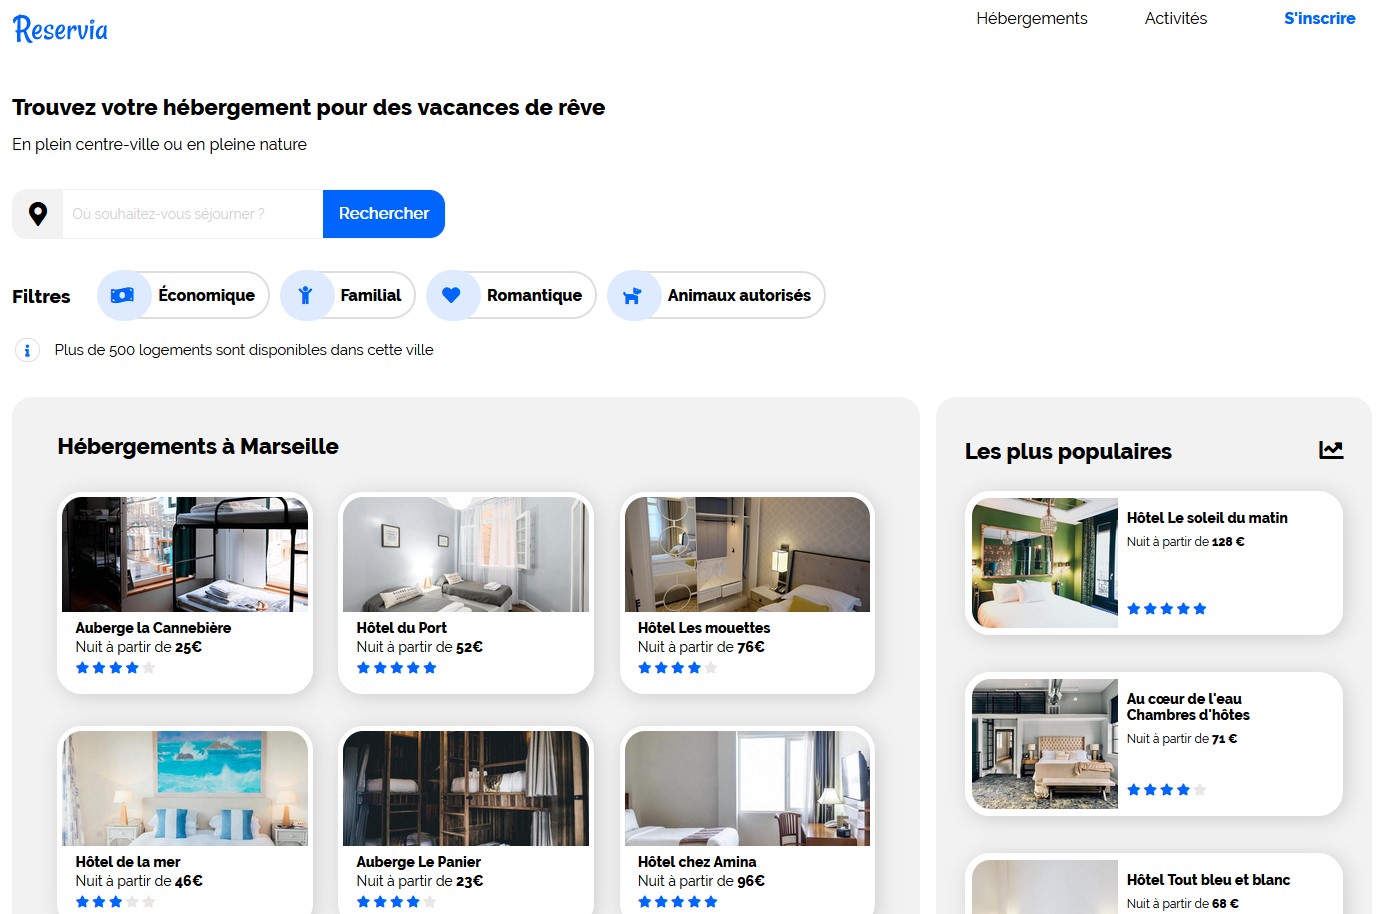 Reservia
Hébergements
Activités
S'inscrire
Trouvez votre hébergement pour des vacances de rêve
En plein centre-ville ou en pleine nature
Où souhaitez-vous séjourner ?
Rechercher
Filtres
Économique
Familial
Romantique
Animaux autorisés
Plus de 500 logements sont disponibles dans cette ville
Hébergements à Marseille
Auberge la Cannebière
Nuit à partir de 25€
Hôtel du Port
Nuit à partir de 52€
Hôtel Les mouettes
Nuit à partir de 76€
Hôtel de la mer
Nuit à partir de 46€
Auberge Le Panier
Nuit à partir de 23€
Hôtel chez Amina
Nuit à partir de 96€
Les plus populaires
Hôtel Le soleil du matin
Nuit à partir de 128 €
Au cœur de l'eau
Chambres d'hôtes
Nuit à partir de 71 €
Hôtel Tout bleu et blanc
Nuit à partir de 68 €